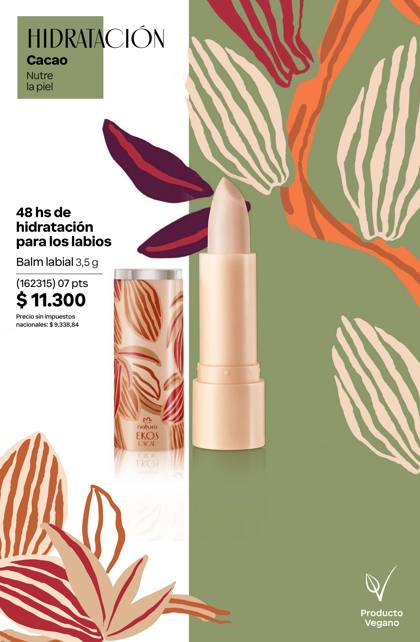 HIDRATACIÓN
Cacao
Nutre
la piel
48 hs de
hidratación
para los labios
Balm labial 3,5 g
(162315) 07 pts
$ 11.300
Precio sin impuestos
nacionales: $ 9.338,84
natura
EKOS
CACAU
Producto
Vegano